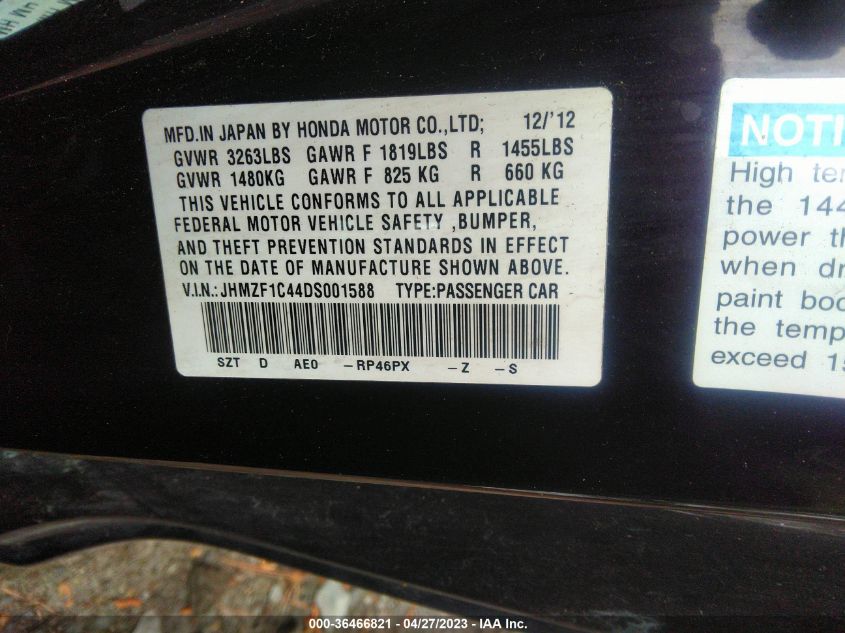 MFD.IN JAPAN BY HONDA MOTOR CO.,LTD; 12/'12
GVWR 3263LBS GAWR F 1819LBS R 1455LBS
GVWR 1480KG GAWR F 825 KG R 660 KG
THIS VEHICLE CONFORMS TO ALL APPLICABLE
FEDERAL MOTOR VEHICLE SAFETY ,BUMPER,
AND THEFT PREVENTION STANDARDS IN EFFECT
ON THE DATE OF MANUFACTURE SHOWN ABOVE.
V.I.N.:JHMZF1C44DS001588 TYPE:PASSENGER CAR
SZT D AE0 -RP46PX -Z -S
NOTI
High te
the 144
power th
when dr
paint boo
the temp
exceed 15
000-36466821 - 04/27/2023 - IAA Inc.